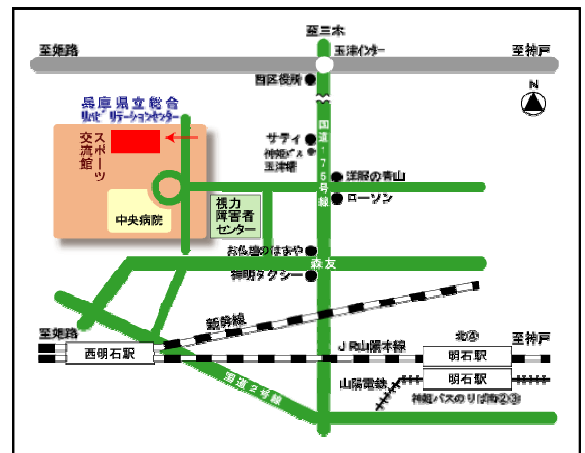 至三木
至姫路
玉津インター
至神戸
西区役所
N
兵庫県立総合
リハビリテーションセンター
スポーツ
交流館
国道175号線
サティ
神姫バス
玉津曙
洋服の青山
ローソン
中央病院
視力
障害者
センター
お仏壇のはまや
森友
神明タクシー
新幹線
至姫路
西明石駅
JR山陽本線
北④
至神戸
明石駅
国道2号線
山陽電鉄
明石駅
神姫バスのりば南②③